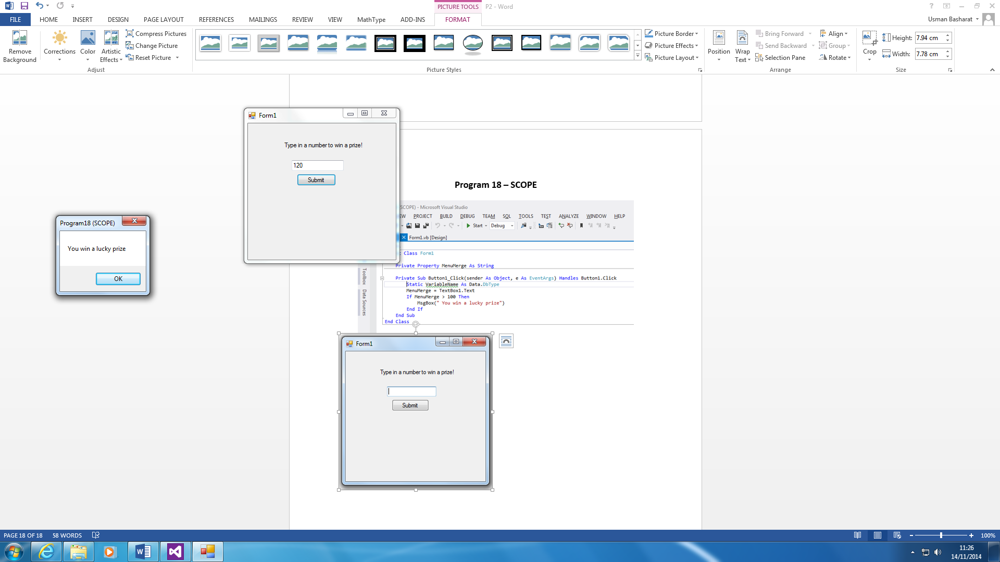 PICTURE TOOLS P2 - Word
FILE HOME INSERT DESIGN PAGE LAYOUT REFERENCES MAILINGS REVIEW VIEW MathType ADD-INS FORMAT Usman Basharat
Remove Background
Corrections
Color
Artistic Effects
Compress Pictures
Change Picture
Reset Picture
Adjust
Picture Styles
Picture Border
Picture Effects
Picture Layout
Position
Wrap Text
Bring Forward
Send Backward
Selection Pane
Align
Group
Rotate
Arrange
Crop
Height: 7.94 cm
Width: 7.78 cm
Size
Form1
Type in a number to win a prize!
120
Submit
Program18 (SCOPE)
You win a lucky prize
OK
Program 18 – SCOPE
SCOPE) - Microsoft Visual Studio
EW PROJECT BUILD DEBUG TEAM SQL TOOLS TEST ANALYZE WINDOW HELP
Start Debug
Form1.vb [Design]
Class Form1
Private Property MenuMerge As String
Private Sub Button1_Click(sender As Object, e As EventArgs) Handles Button1.Click
Static VariableName As Data.DbType
MenuMerge = TextBox1.Text
If MenuMerge > 100 Then
MsgBox(" You win a lucky prize")
End If
End Sub
End Class
Toolbox
Data Sources
Form1
Type in a number to win a prize!
Submit
PAGE 18 OF 18 58 WORDS 100%
11:26
14/11/2014